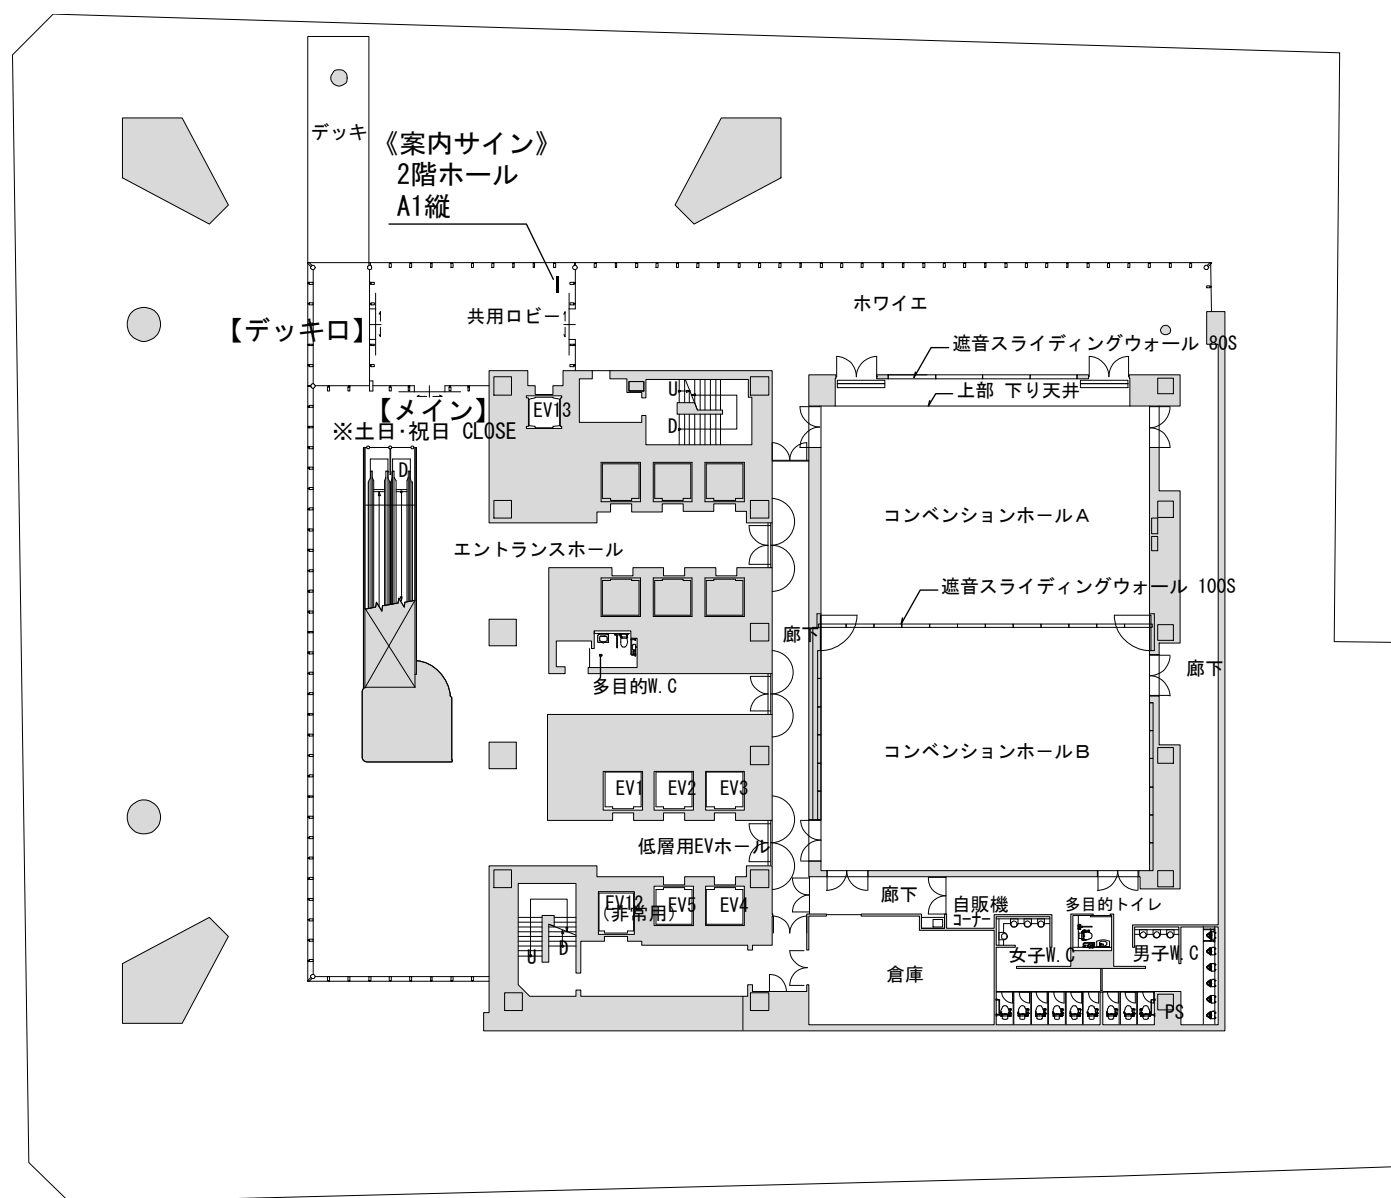 デッキ
《案内サイン》
2階ホール
A1縦
ホワイエ
共用ロビー
【デッキ口】
遮音スライディングウォール 80S
上部 下り天井
【メイン】
※土日・祝日 CLOSE
EV13
U
D
D
コンベンションホールA
エントランスホール
遮音スライディングウォール 100S
廊下
廊下
多目的W.C
コンベンションホールB
EV1
EV2
EV3
低層用EVホール
廊下
自販機
コーナー
多目的トイレ
EV12
(非常用)
EV5
EV4
U
D
女子W.C
男子W.C
倉庫
PS